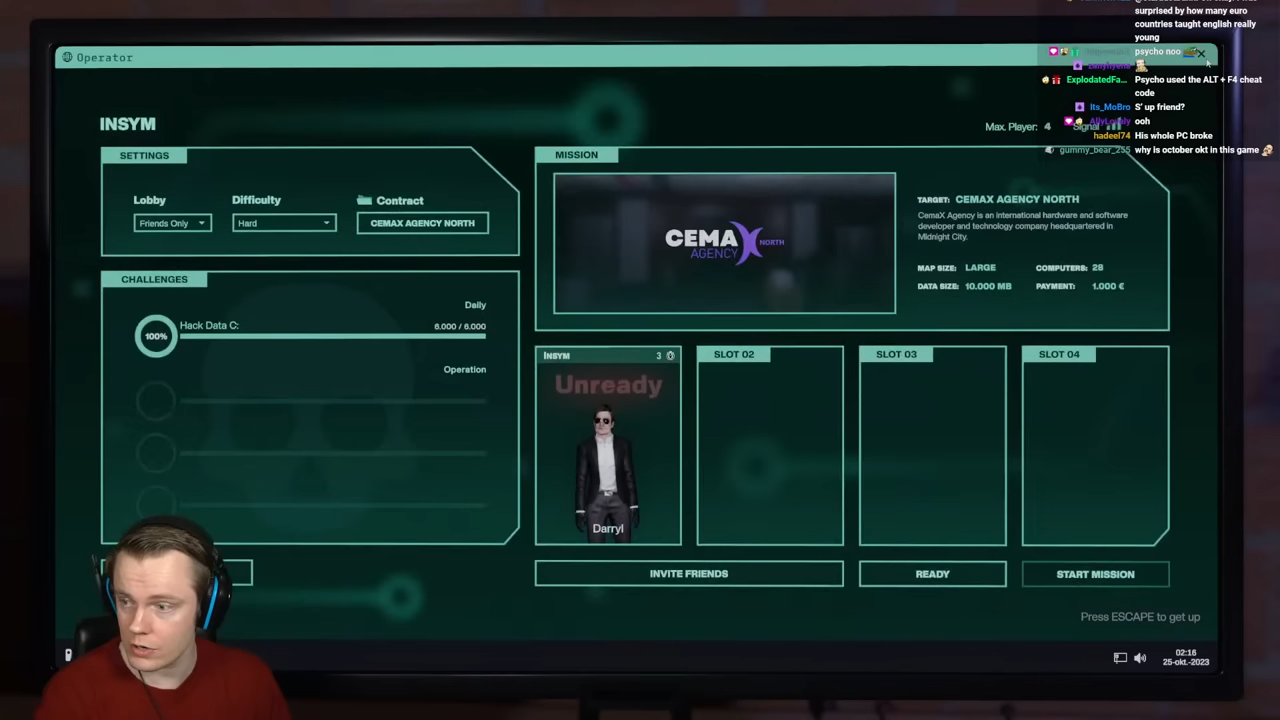 surprised by how many euro
countries taught english really
young
psycho noo
ExplodatedFa... Psycho used the ALT + F4 cheat
code
Its_MoBro S' up friend?
AllyLovely ooh
hadeel74 His whole PC broke
gummy_bear_255 why is october okt in this game
Operator
INSYM
Max. Player: 4 Signal
SETTINGS
Lobby
Friends Only
Difficulty
Hard
Contract
CEMAX AGENCY NORTH
CHALLENGES
Daily
100%
Hack Data C:
6.000 / 6.000
Operation
MISSION
CEMAX
AGENCY
NORTH
TARGET: CEMAX AGENCY NORTH
CemaX Agency is an international hardware and software
developer and technology company headquartered in
Midnight City.
MAP SIZE: LARGE
COMPUTERS: 28
DATA SIZE: 10.000 MB
PAYMENT: 1.000 €
INSYM 3
Unready
Darryl
SLOT 02
SLOT 03
SLOT 04
INVITE FRIENDS
READY
START MISSION
Press ESCAPE to get up
02:16
25-okt.-2023